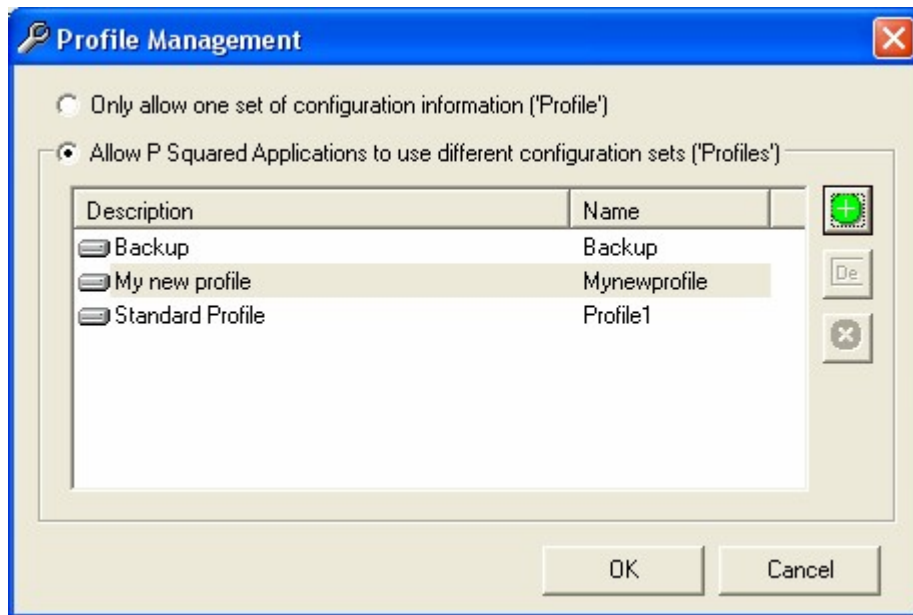 Profile Management
Only allow one set of configuration information ('Profile')
Allow P Squared Applications to use different configuration sets ('Profiles')
Description Name
Backup Backup
My new profile Mynewprofile
De
Standard Profile Profile1
OK Cancel